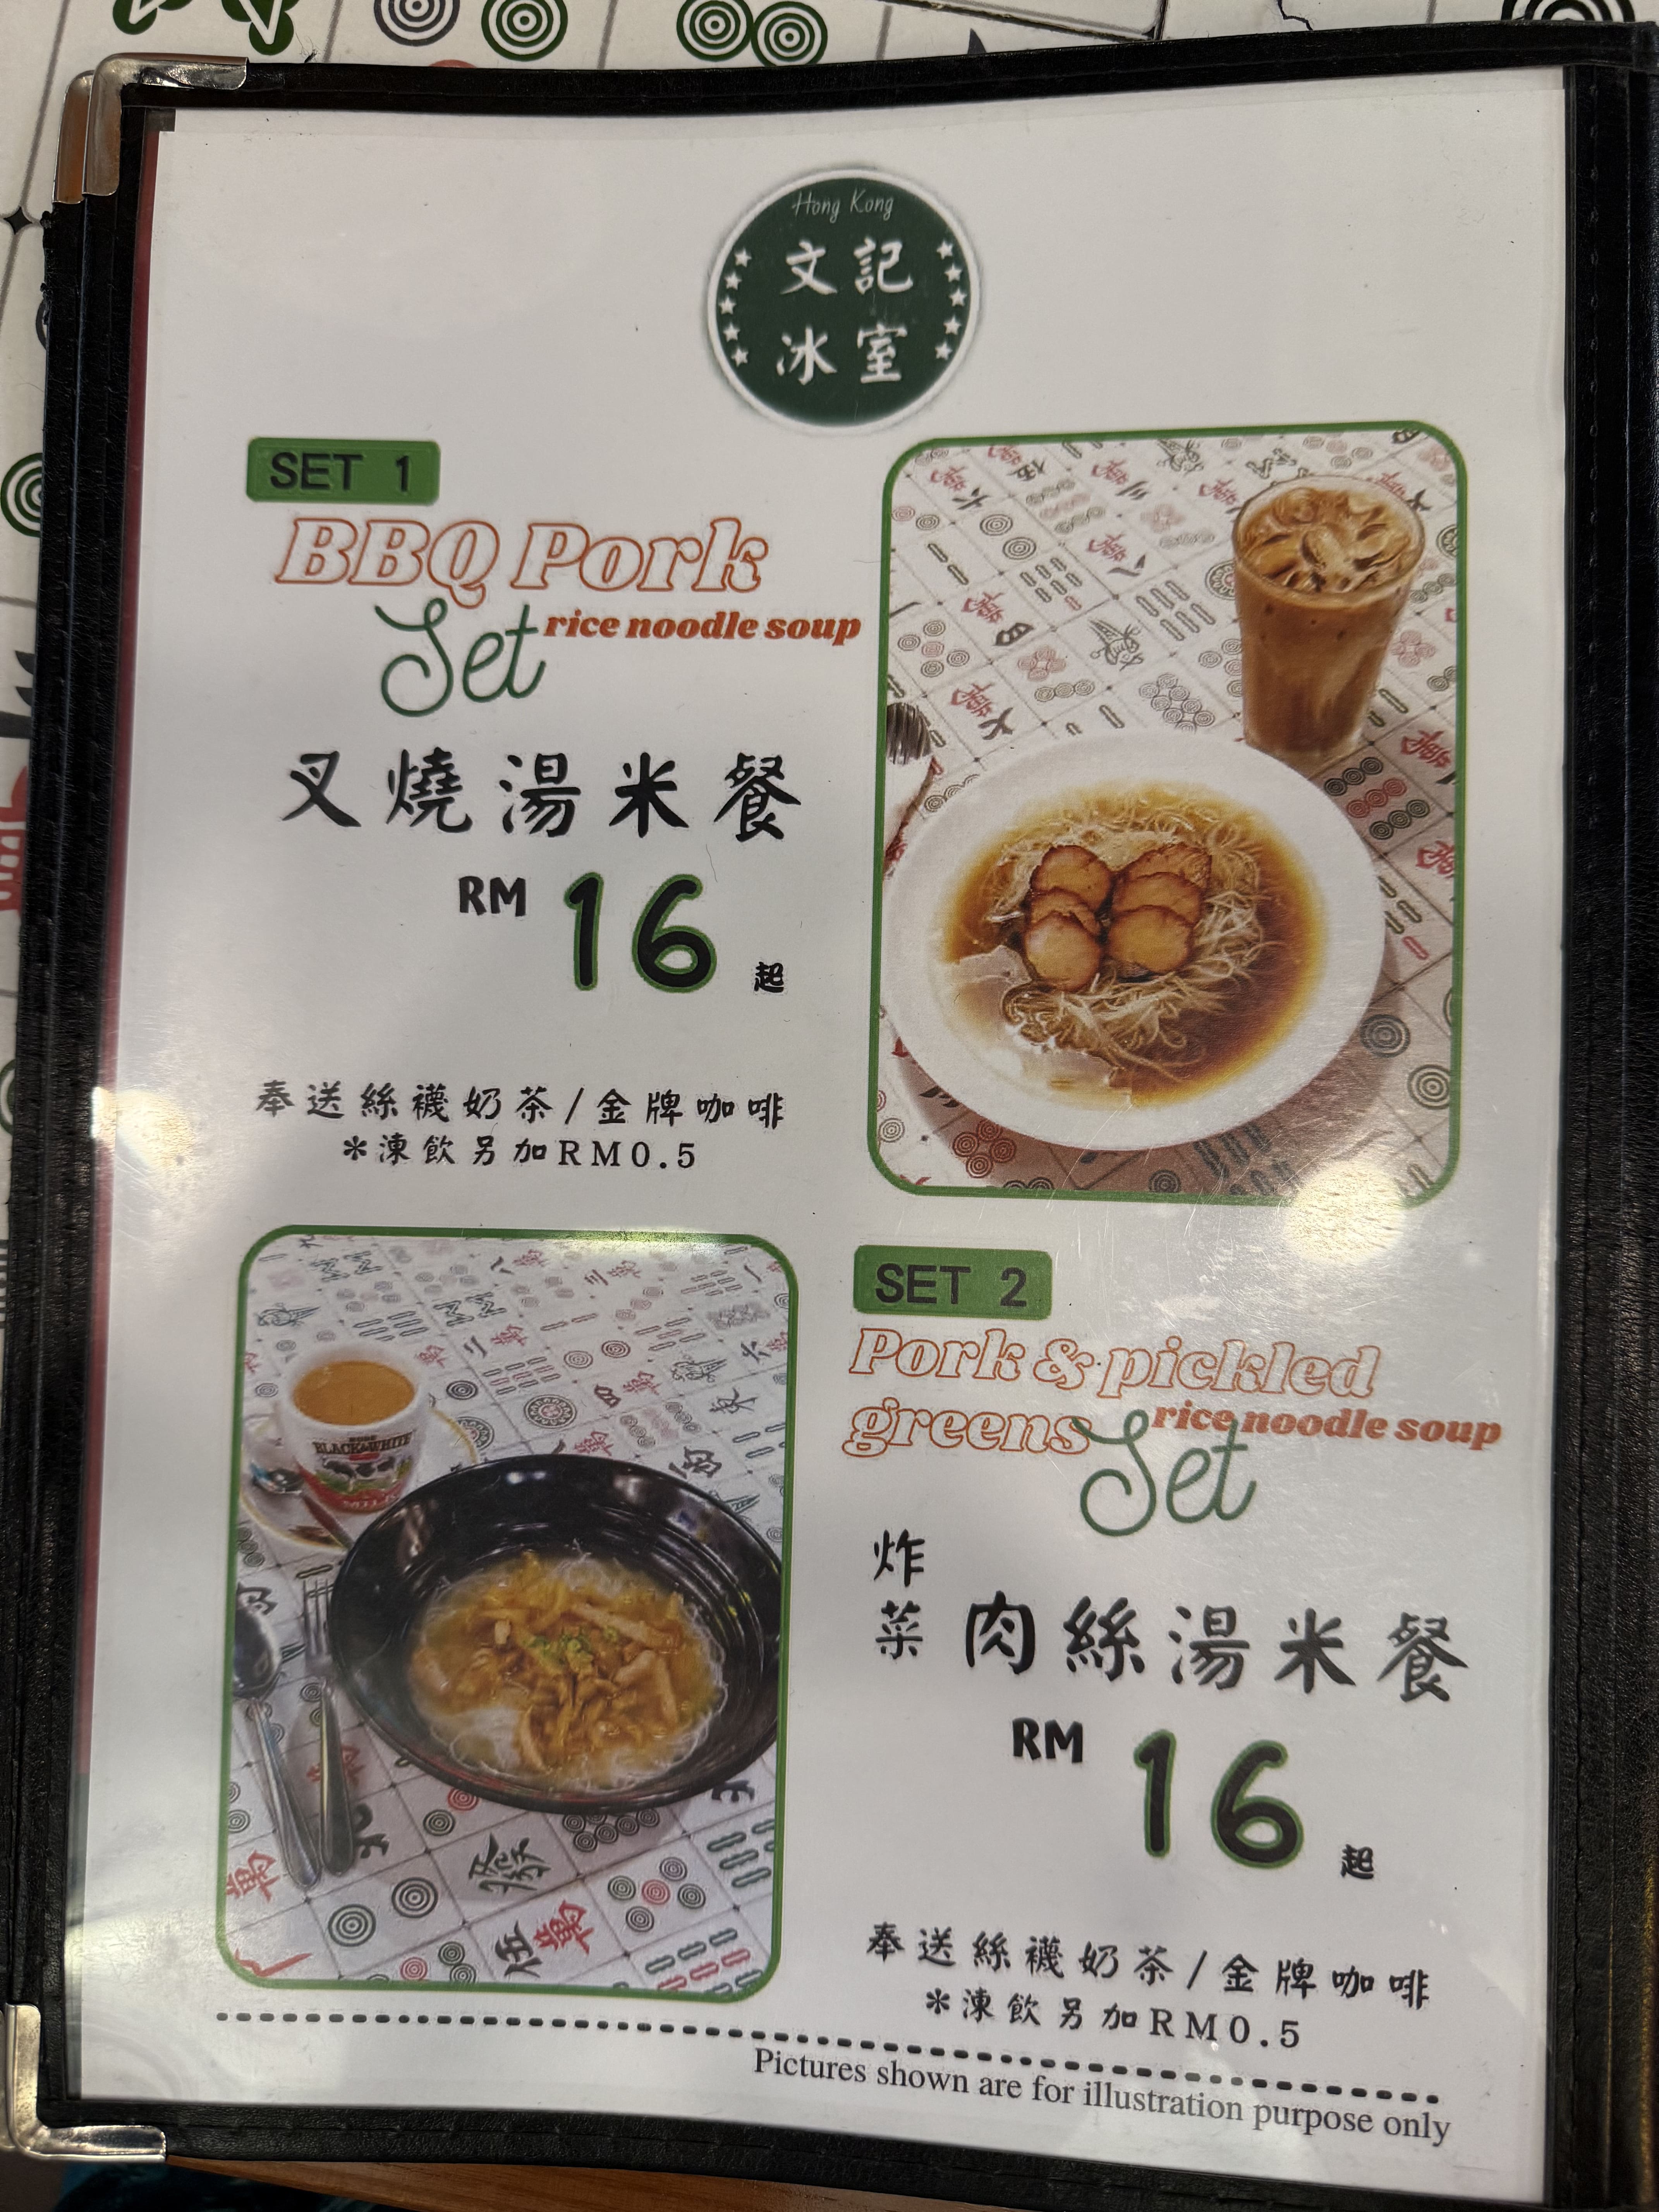 Hong Kong
文記
冰室
SET 1
BBQ Pork
Set rice noodle soup
叉燒湯米餐
RM 16 起
奉送絲襪奶茶/金牌咖啡
*凍飲另加RM0.5
BLACK&WHITE
SET 2
Pork & pickled
greens rice noodle soup
Set
炸菜肉絲湯米餐
RM 16 起
奉送絲襪奶茶/金牌咖啡
*凍飲另加RM0.5
Pictures shown are for illustration purpose only